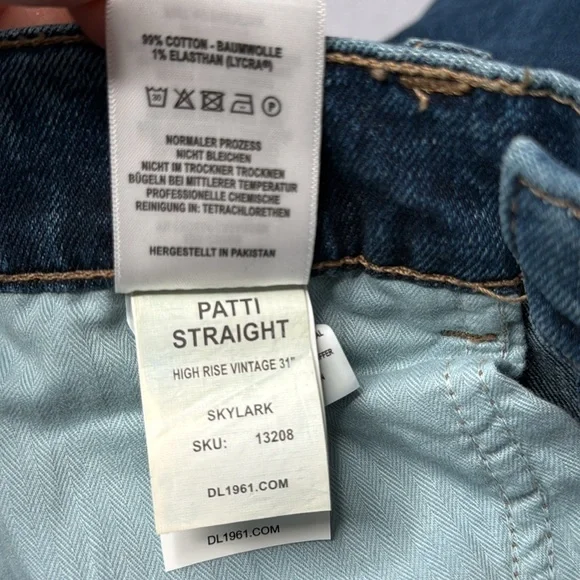 99% COTTON - BAUMWOLLE
1% ELASTHAN (LYCRA®)
30
P
NORMALER PROZESS
NICHT BLEICHEN
NICHT IM TROCKNER TROCKNEN
BÜGELN BEI MITTLERER TEMPERATUR
PROFESSIONELLE CHEMISCHE
REINIGUNG IN: TETRACHLORETHEN
HERGESTELLT IN PAKISTAN
PATTI
STRAIGHT
HIGH RISE VINTAGE 31"
SKYLARK
SKU: 13208
DL1961.COM
DL1961.COM